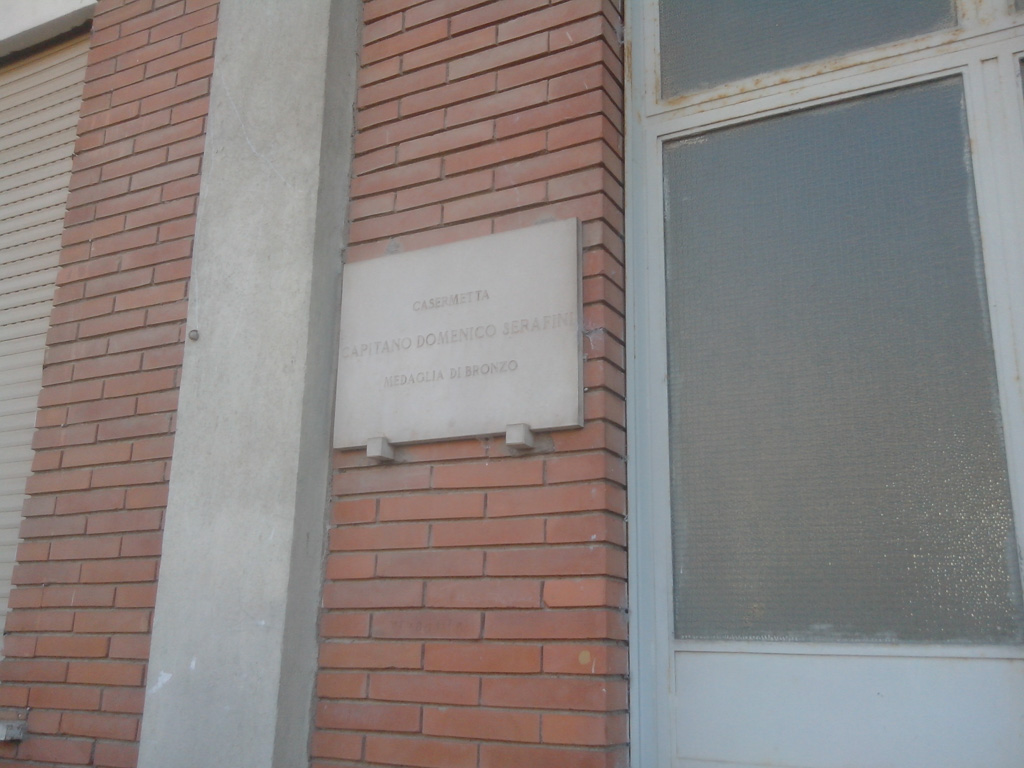 CASERMETTA
CAPITANO DOMENICO SERAFINI
MEDAGLIA DI BRONZO